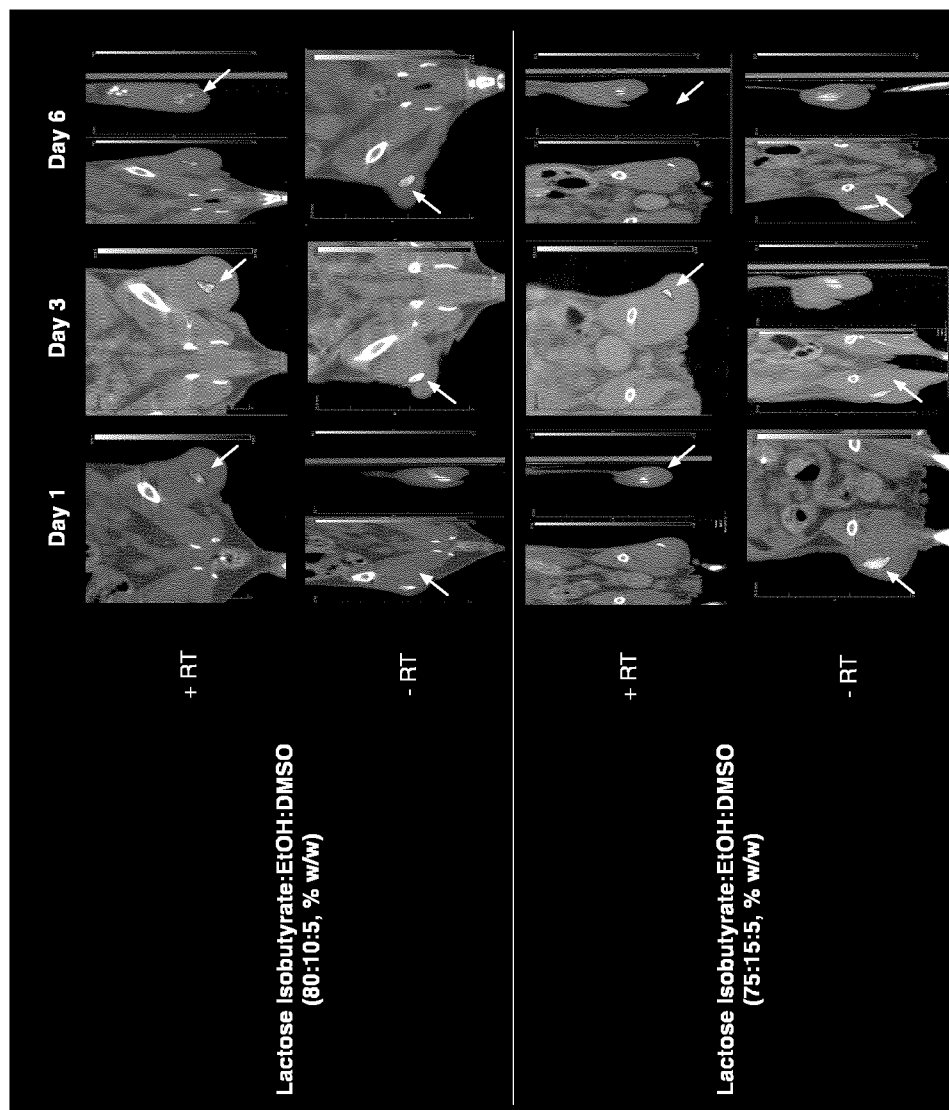 Day 1
Day 3
Day 6
+ RT
- RT
Lactose Isobutyrate:EtOH:DMSO
(80:10:5, % w/w)
+ RT
- RT
Lactose Isobutyrate:EtOH:DMSO
(75:15:5, % w/w)